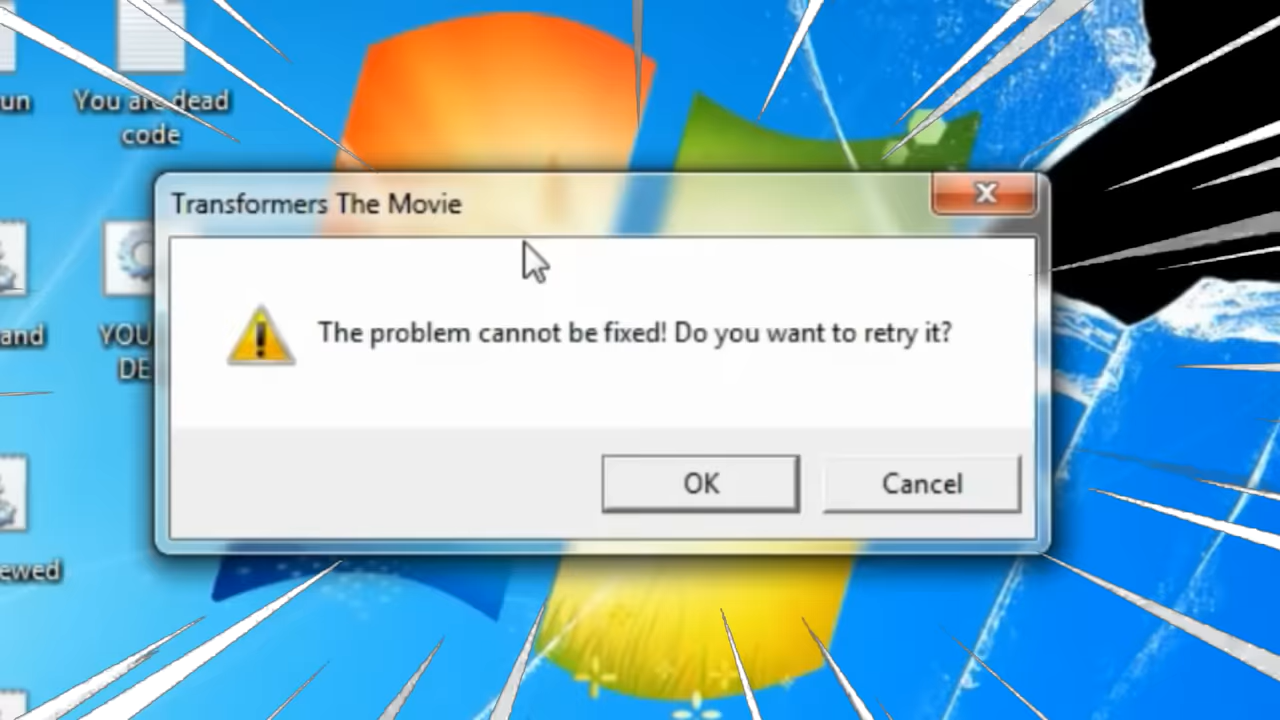 un
You are dead
code
Transformers The Movie
The problem cannot be fixed! Do you want to retry it?
and
YOU
DE
OK
Cancel
ewed